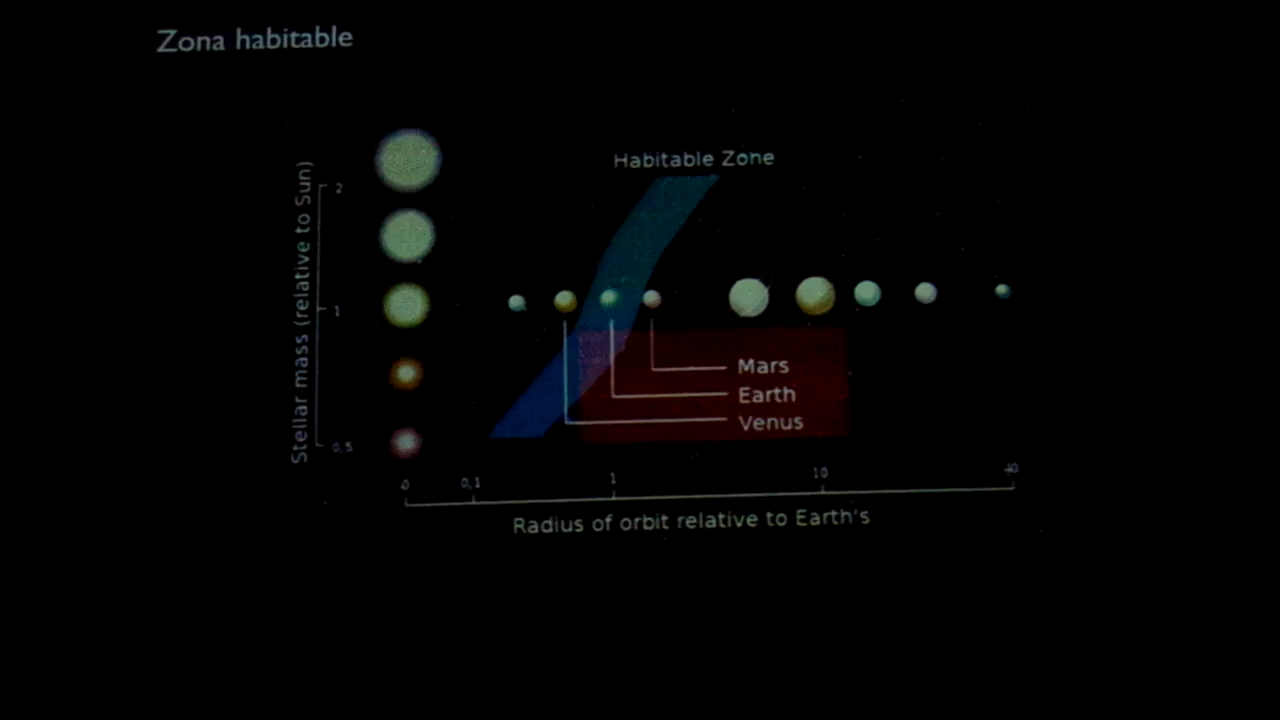 Zona habitable
Habitable Zone
Stellar mass (relative to Sun)
2
1
0,5
Mars
Earth
Venus
0
0,1
1
10
40
Radius of orbit relative to Earth's